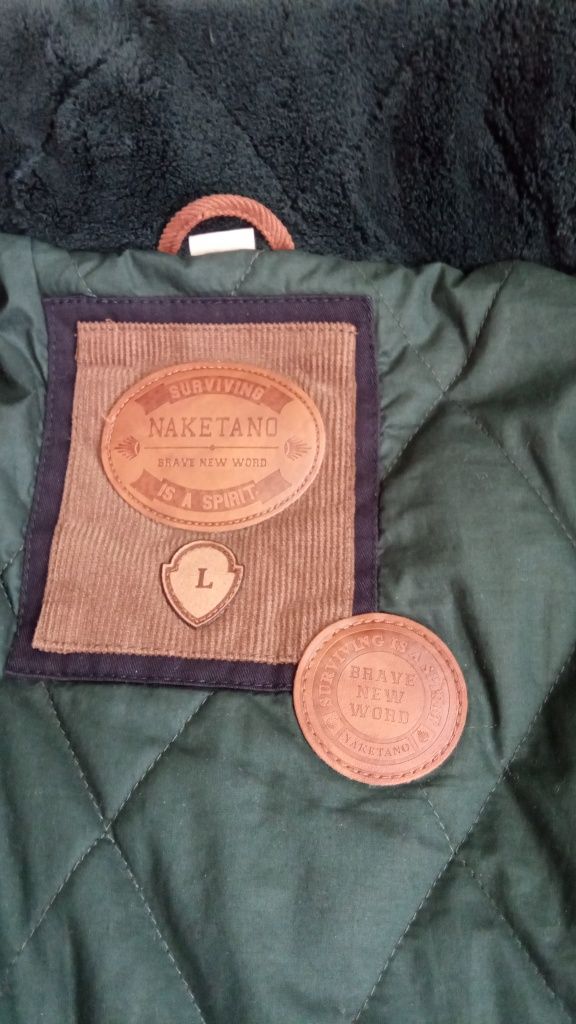 SURVIVING
NAKETANO
BRAVE NEW WORD
IS A SPIRIT
L
SURVIVING IS A SPIRIT
BRAVE
NEW
WORD
NAKETANO